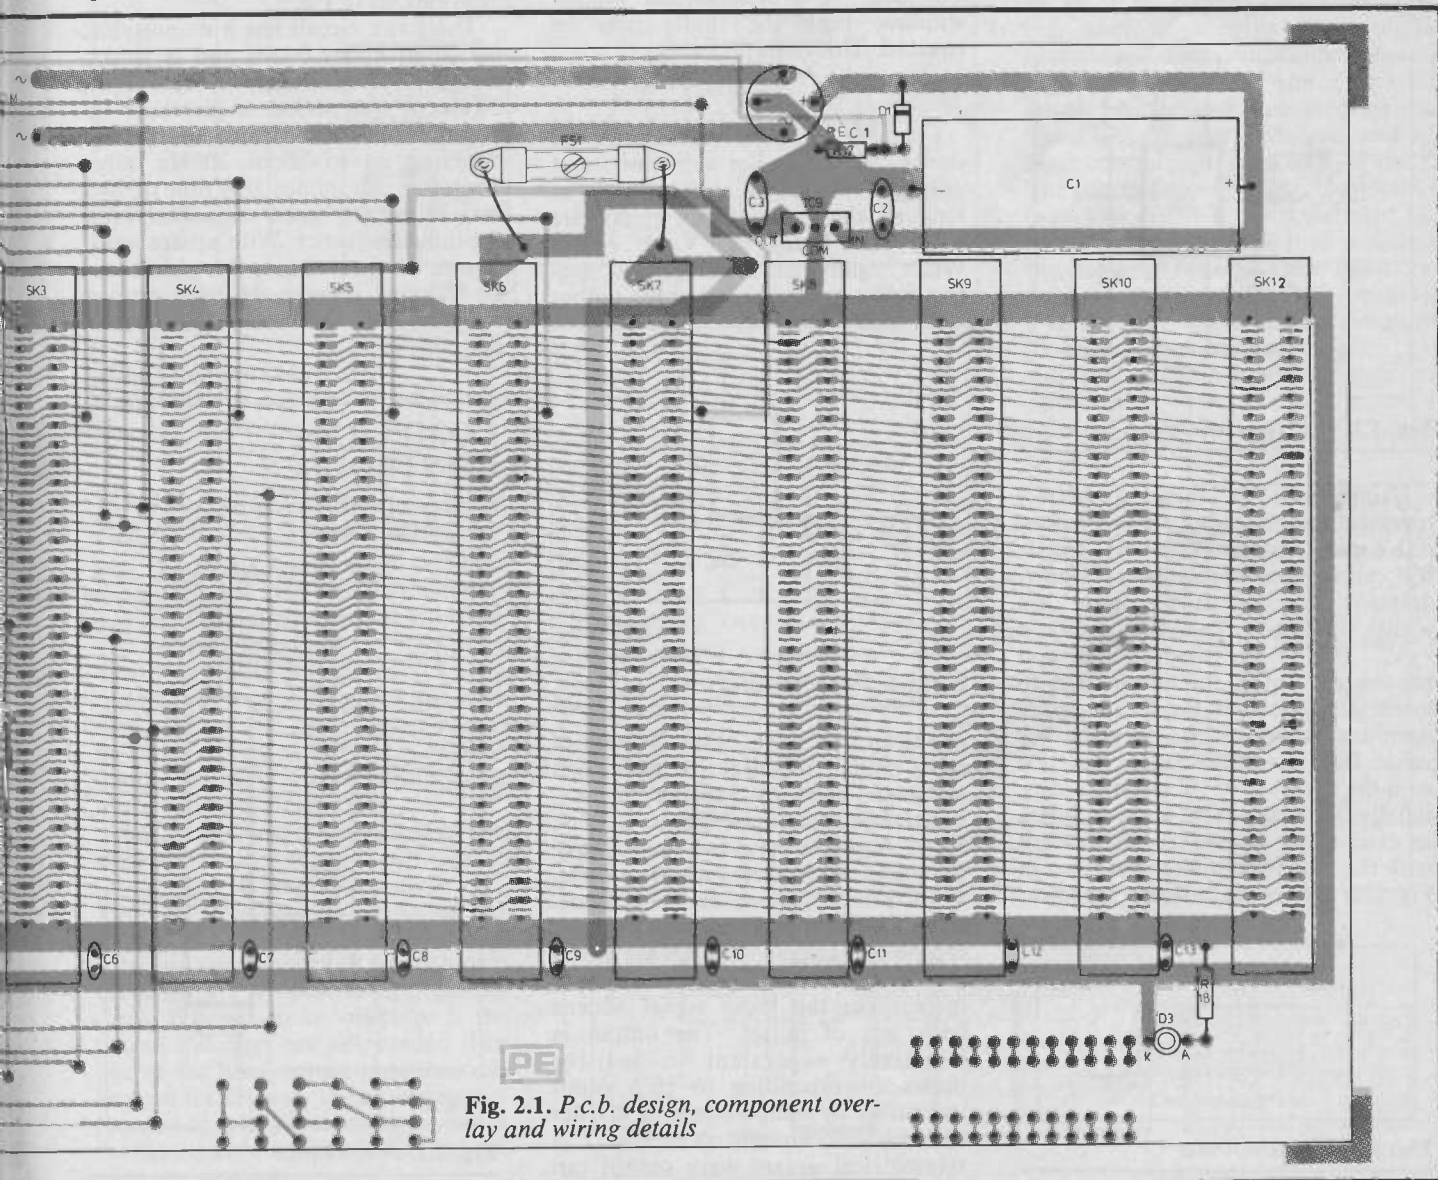 ~
~
FS1
REC 1
D1
C1
-
+
C3
IC9
C2
OUT
COM
IN
SK3
SK4
SK5
SK6
SK7
SK8
SK9
SK10
SK12
C6
C7
C8
C9
C10
C11
C12
C13
R
18
D3
K
A
PE
Fig. 2.1. P.c.b. design, component over-
lay and wiring details